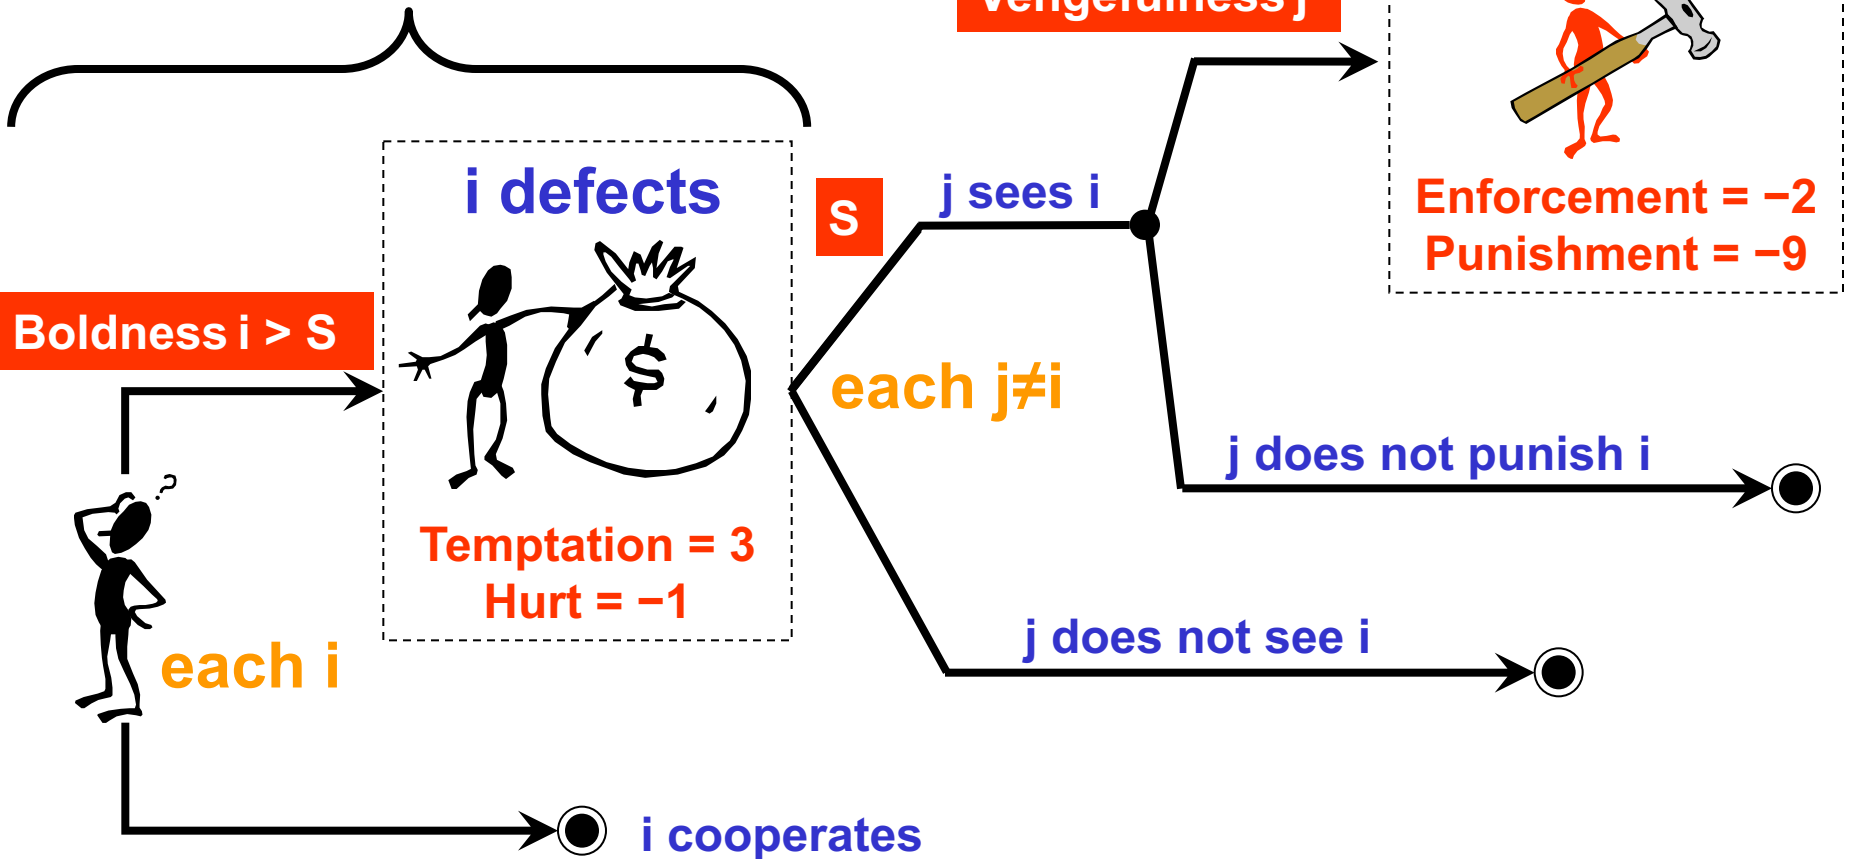 Vengefulness j
i defects
S
j sees i
Enforcement = −2
Punishment = −9
Boldness i > S
$
each j≠i
j does not punish i
?
Temptation = 3
Hurt = −1
each i
j does not see i
i cooperates